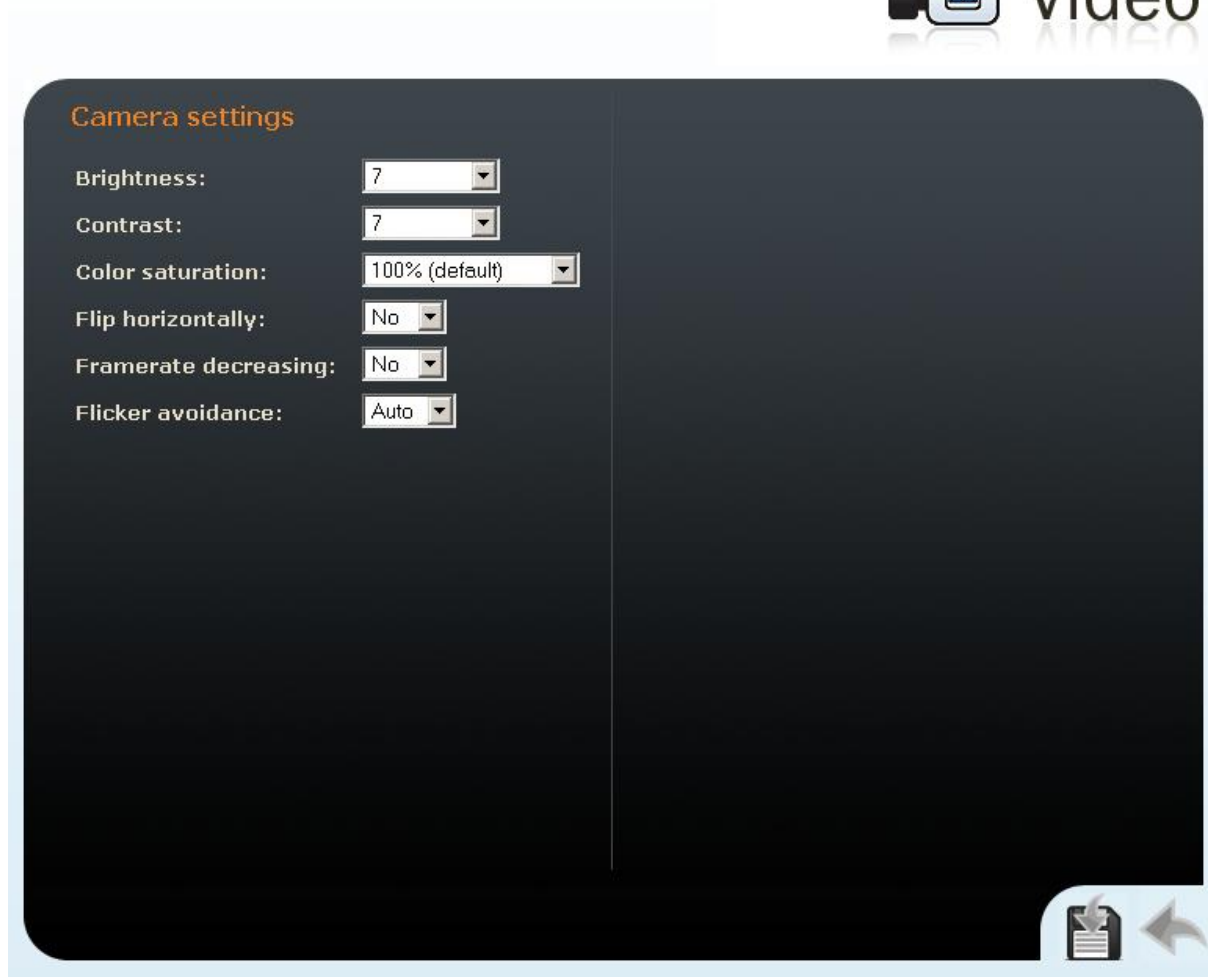 Video
Camera settings
Brightness: 7
Contrast: 7
Color saturation: 100% (default)
Flip horizontally: No
Framerate decreasing: No
Flicker avoidance: Auto